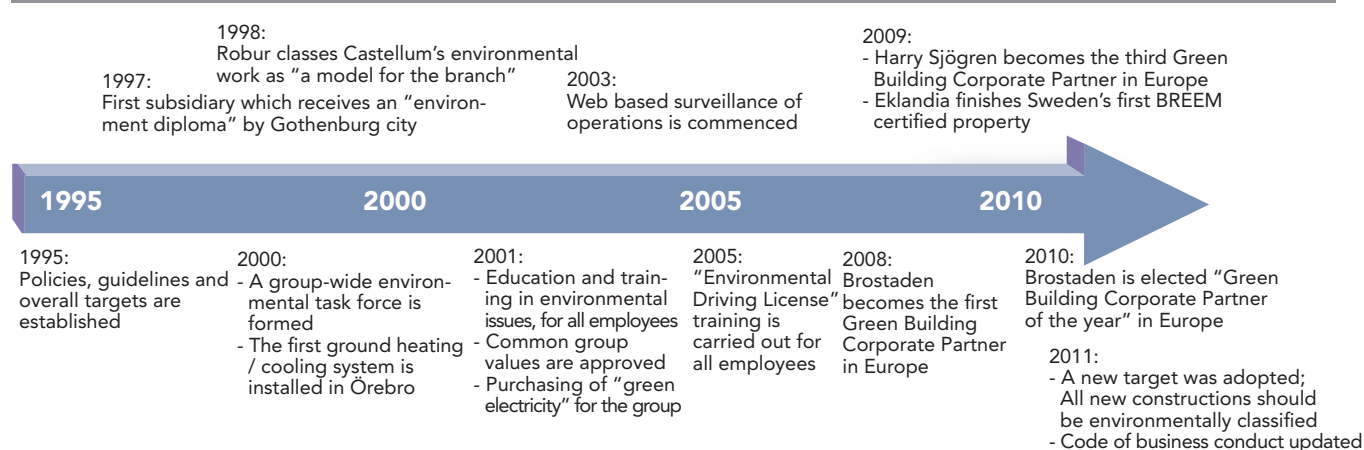 1998:
Robur classes Castellum's environmental
work as "a model for the branch"
1997:
First subsidiary which receives an "environ-
ment diploma" by Gothenburg city
2003:
Web based surveillance of
operations is commenced
2009:
- Harry Sjögren becomes the third Green
Building Corporate Partner in Europe
- Eklandia finishes Sweden's first BREEM
certified property
1995
2000
2005
2010
1995:
Policies, guidelines and
overall targets are
established
2000:
- A group-wide environ-
mental task force is
formed
- The first ground heating
/ cooling system is
installed in Örebro
2001:
- Education and train-
ing in environmental
issues, for all employees
- Common group
values are approved
- Purchasing of "green
electricity" for the group
2005:
"Environmental
Driving License"
training is
carried out for
all employees
2008:
Brostaden
becomes the first
Green Building
Corporate Partner
in Europe
2010:
Brostaden is elected "Green
Building Corporate Partner
of the year" in Europe
2011:
- A new target was adopted;
All new constructions should
be environmentally classified
- Code of business conduct updated